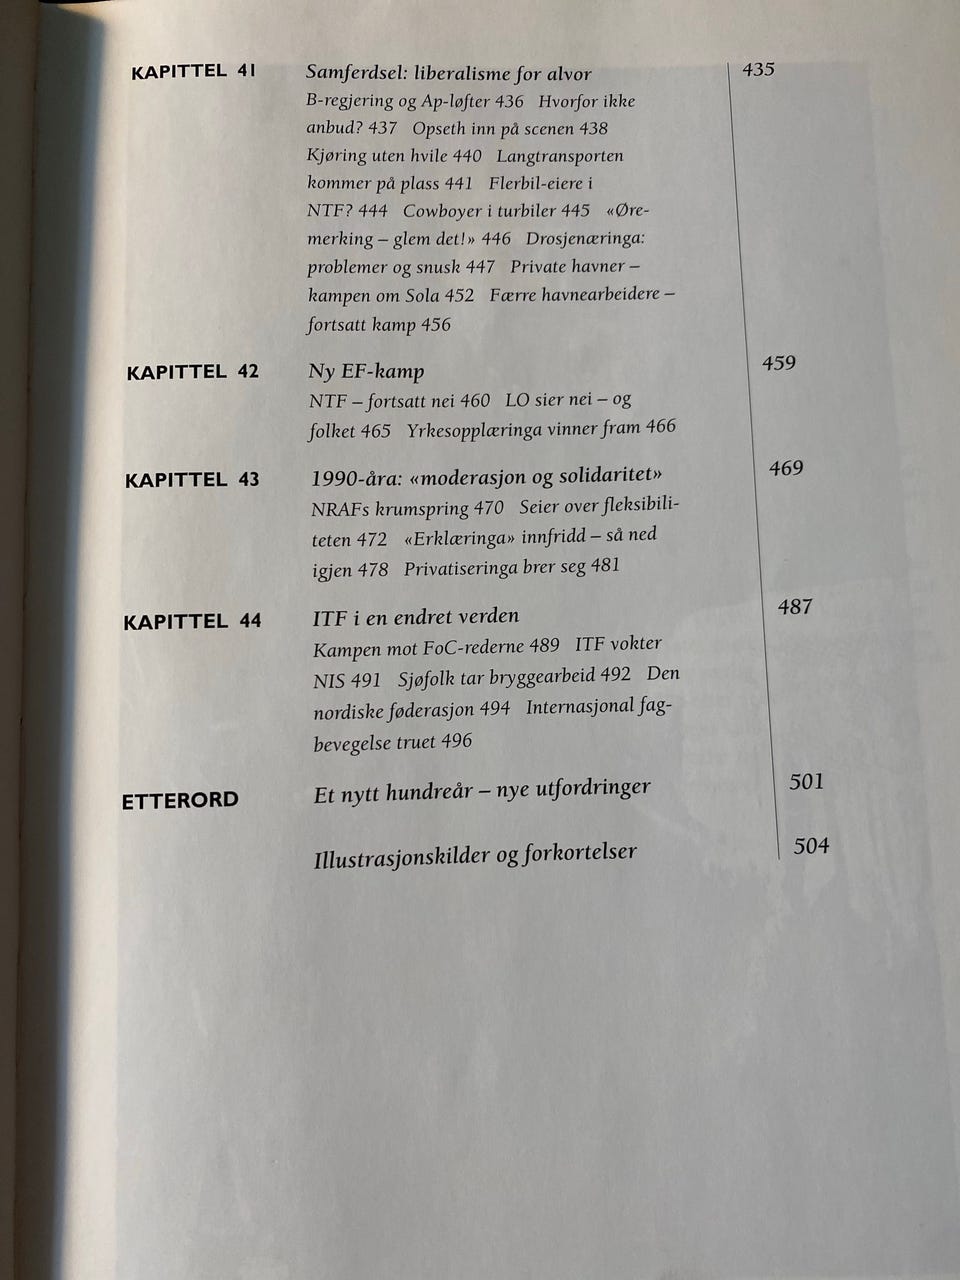 KAPITTEL 41 Samferdsel: liberalisme for alvor 435
B-regjering og Ap-løfter 436 Hvorfor ikke
anbud? 437 Opseth inn på scenen 438
Kjøring uten hvile 440 Langtransporten
kommer på plass 441 Flerbil-eiere i
NTF? 444 Cowboyer i turbiler 445 «Øre-
merking – glem det!» 446 Drosjenæringa:
problemer og snusk 447 Private havner –
kampen om Sola 452 Færre havnearbeidere –
fortsatt kamp 456
KAPITTEL 42 Ny EF-kamp 459
NTF – fortsatt nei 460 LO sier nei – og
folket 465 Yrkesopplæringa vinner fram 466
KAPITTEL 43 1990-åra: «moderasjon og solidaritet» 469
NRAFs krumspring 470 Seier over fleksibili-
teten 472 «Erklæringa» innfridd – så ned
igjen 478 Privatiseringa brer seg 481
KAPITTEL 44 ITF i en endret verden 487
Kampen mot FoC-rederne 489 ITF vokter
NIS 491 Sjøfolk tar bryggearbeid 492 Den
nordiske føderasjon 494 Internasjonal fag-
bevegelse truet 496
ETTERORD Et nytt hundreår – nye utfordringer 501
Illustrasjonskilder og forkortelser 504